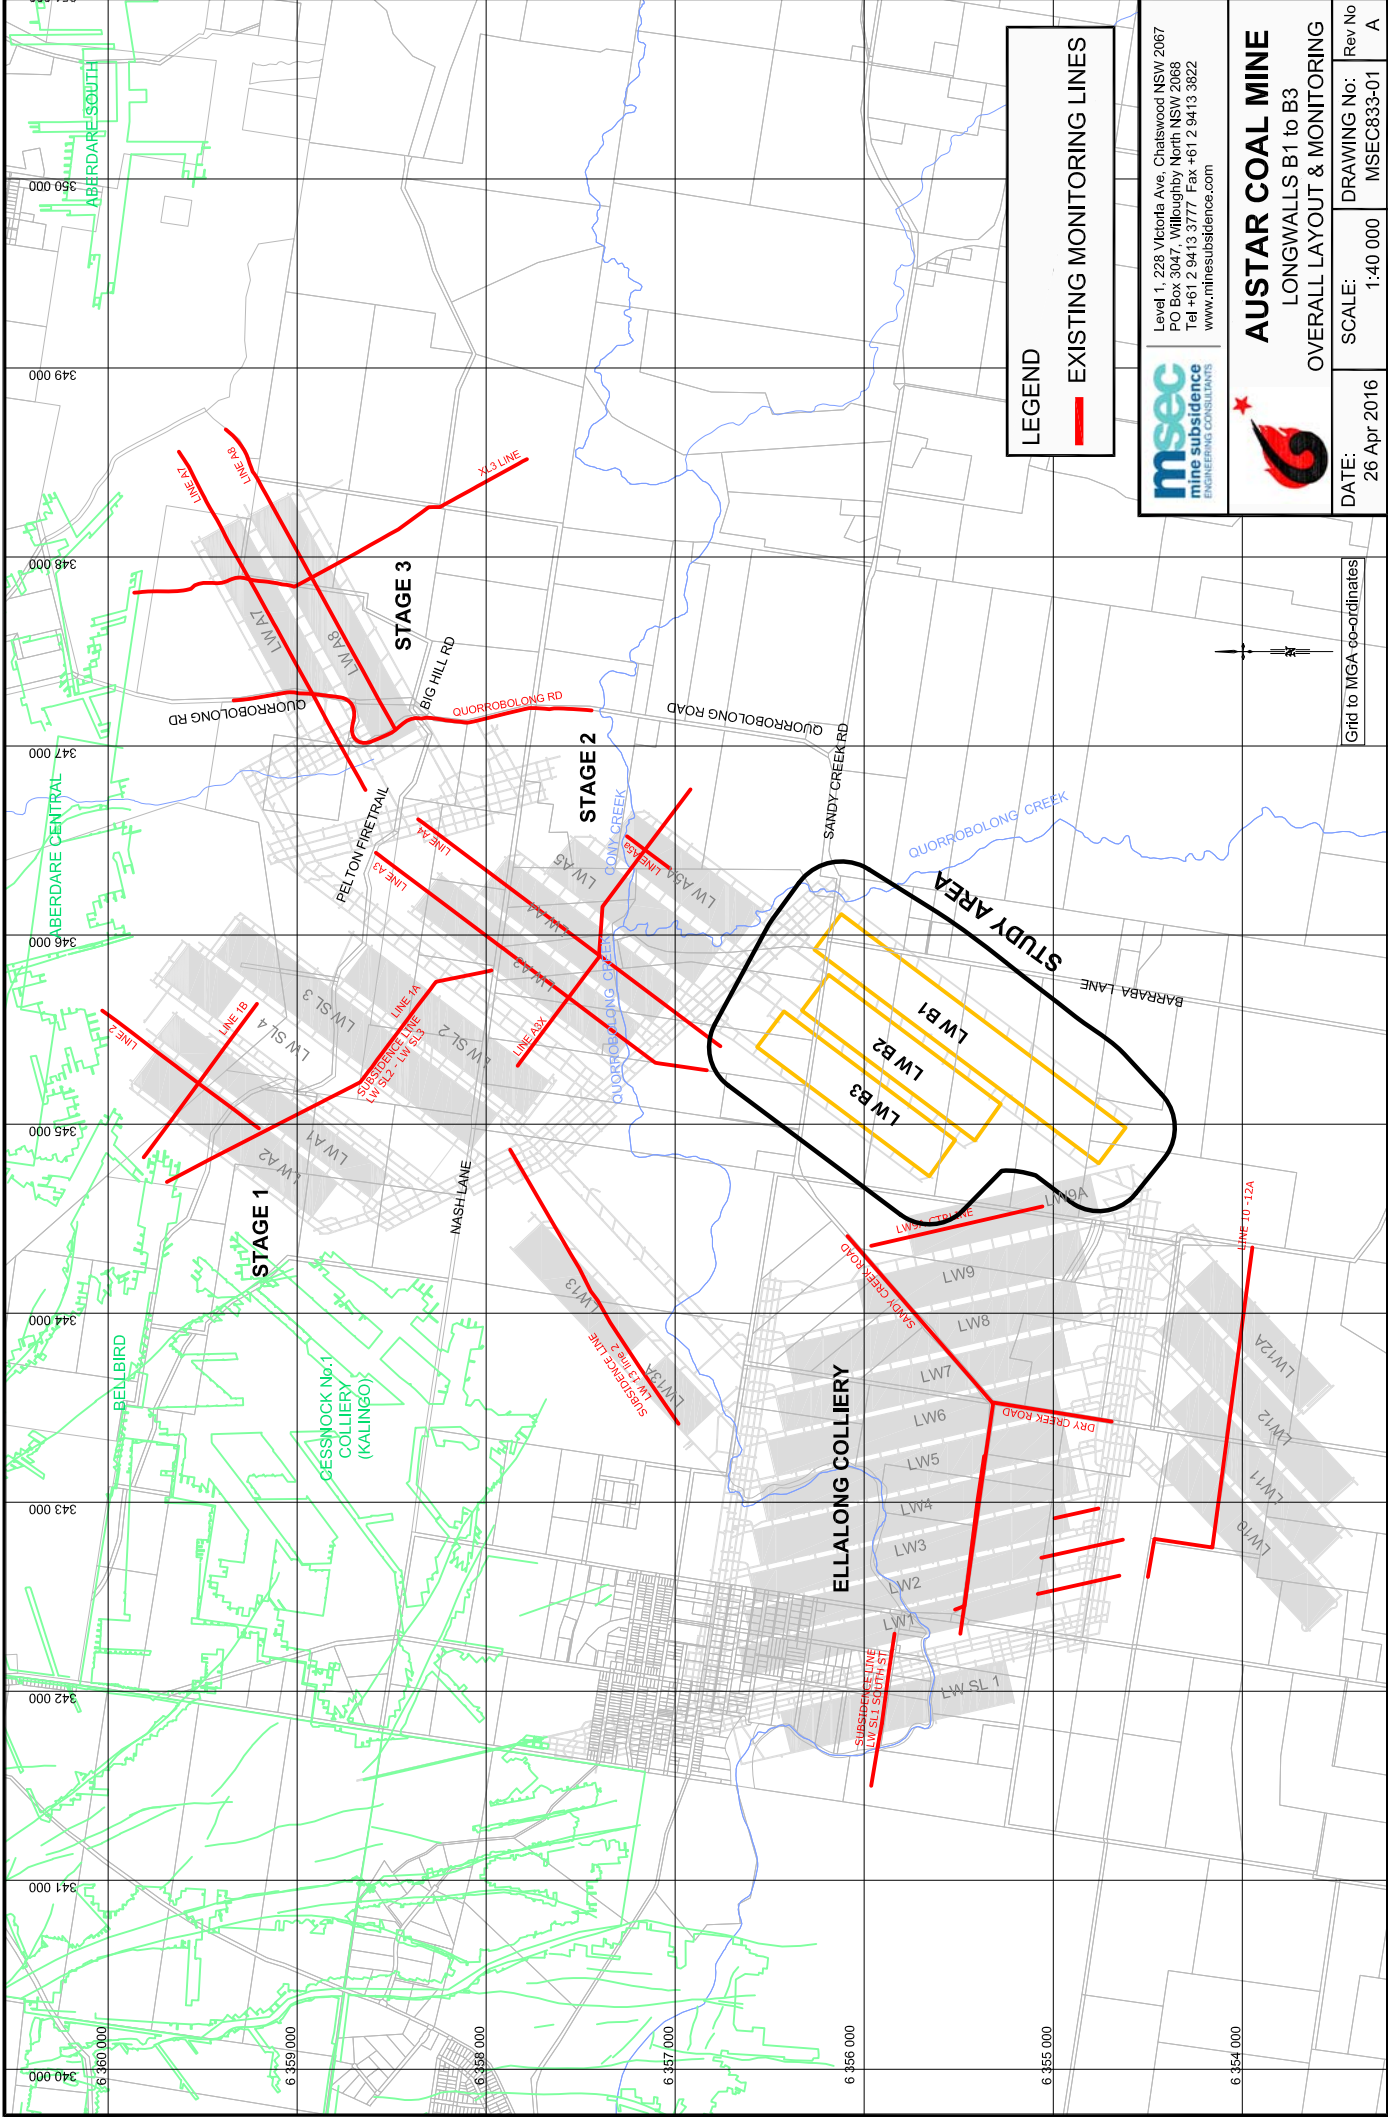 ABERDARE SOUTH
ABERDARE CENTRAL
BELLBIRD
CESSNOCK No.1
COLLIERY
(KALINGO)
350 000
349 000
348 000
347 000
346 000
345 000
344 000
343 000
342 000
341 000
340 000
6 360 000
6 359 000
6 358 000
6 357 000
6 356 000
6 355 000
6 354 000
STAGE 1
STAGE 2
STAGE 3
ELLALONG COLLIERY
STUDY AREA
LINE A7
LINE A8
XL3 LINE
LW A7
LW A8
QUORROBOLONG RD
BIG HILL RD
QUORROBOLONG RD
QUORROBOLONG ROAD
SANDY CREEK RD
PELTON FIRETRAIL
NASH LANE
BARRABA LANE
CONY CREEK
QUORROBOLONG CREEK
QUORROBOLONG CREEK
LINE A3
LINE A4
LINE A5a
LINE A3X
LW A3
LW A4
LW A5
LW A5A
LINE 2
LINE 1B
LINE 1A
SUBSIDENCE LINE
LW SL2 - LW SL3
LW SL 4
LW SL 3
LW SL 2
LW A1
LW A2
LW13
LW13A
SUBSIDENCE LINE
LW 13 line 2
LW B1
LW B2
LW B3
LW9A CTRLINE
LW9A
LW9
LW8
LW7
LW6
LW5
LW4
LW3
LW2
LW1
LW SL 1
SANDY CREEK ROAD
DRY CREEK ROAD
SUBSIDENCE LINE
LW SL1 SOUTH ST
LINE 10 -12A
LW12A
LW12
LW11
LW10
LEGEND
EXISTING MONITORING LINES
N
Grid to MGA co-ordinates
msec
mine subsidence
ENGINEERING CONSULTANTS
Level 1, 228 Victoria Ave, Chatswood NSW 2067
PO Box 3047, Willoughby North NSW 2068
Tel +61 2 9413 3777 Fax +61 2 9413 3822
www.minesubsidence.com
AUSTAR COAL MINE
LONGWALLS B1 to B3
OVERALL LAYOUT & MONITORING
DATE:
26 Apr 2016
SCALE:
1:40 000
DRAWING No:
MSEC833-01
Rev No
A